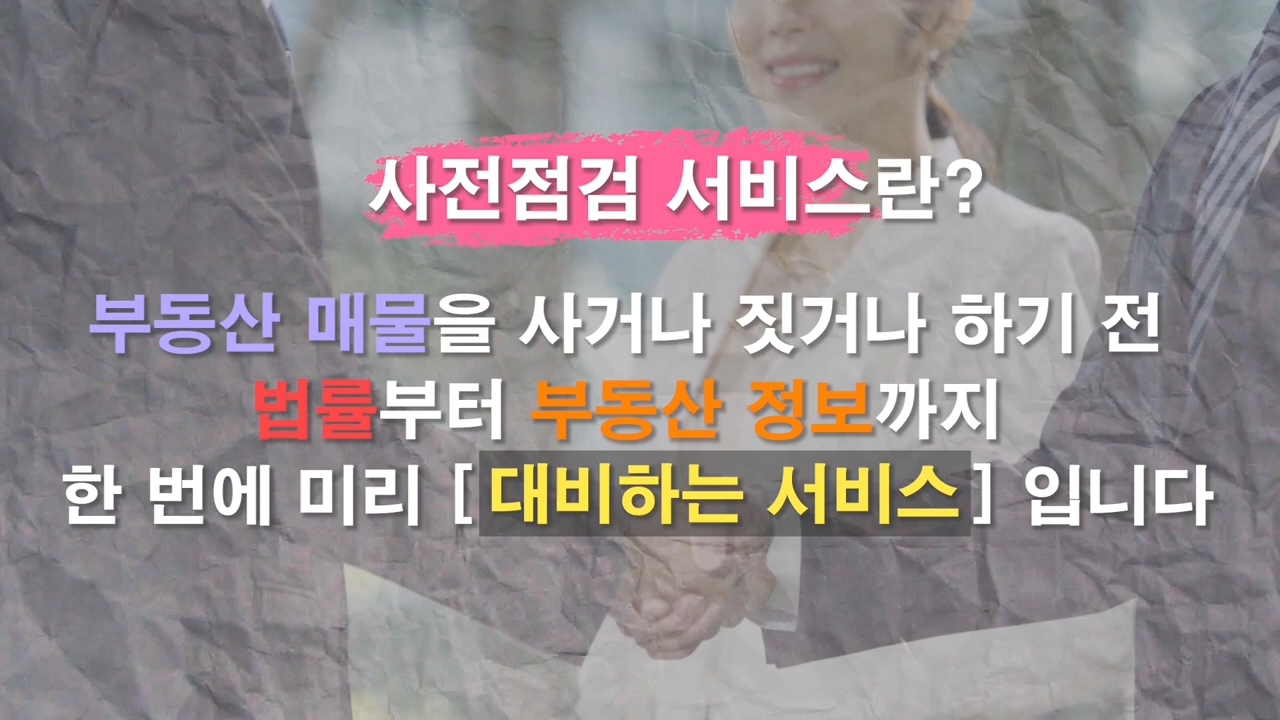 사전점검 서비스란?
부동산 매물을 사거나 짓거나 하기 전
법률부터 부동산 정보까지
한 번에 미리 [대비하는 서비스] 입니다